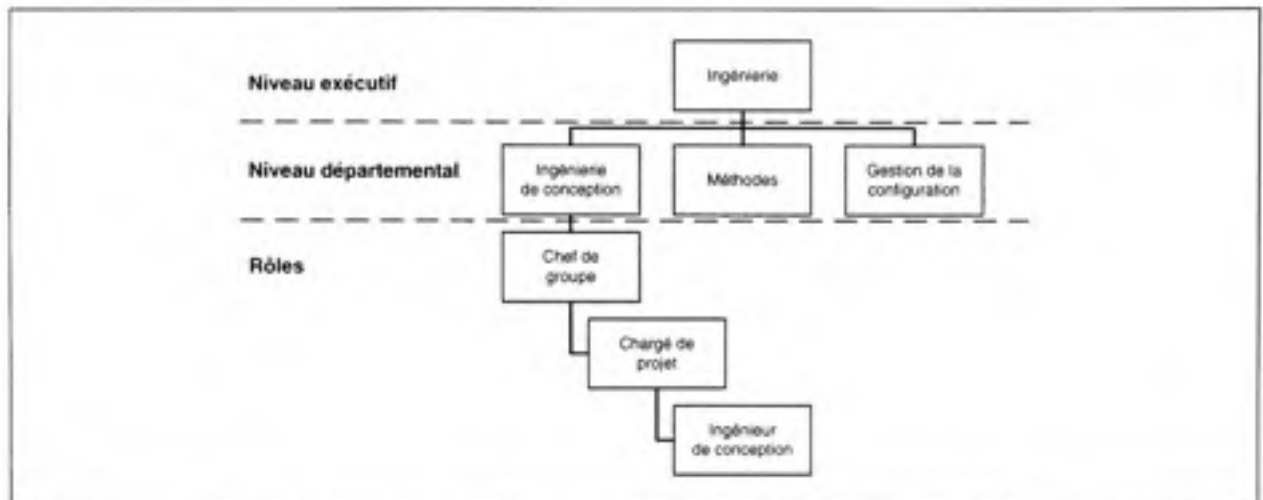 Ingénierie
Niveau exécutif
Niveau départemental
Ingénierie
de conception
Méthodes
Gestion de la
configuration
Rôles
Chef de
groupe
Chargé de
projet
Ingénieur
de conception